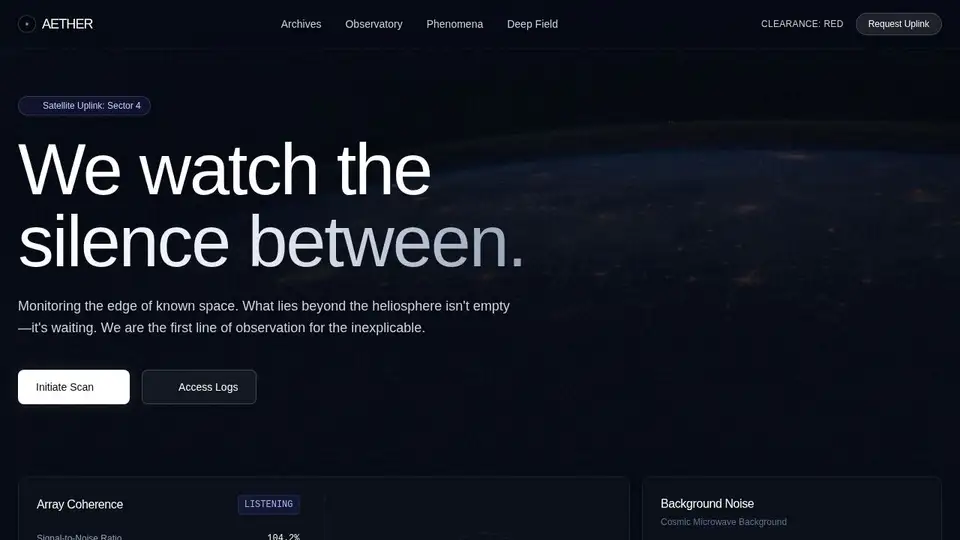 AETHER
Archives
Observatory
Phenomena
Deep Field
CLEARANCE: RED
Request Uplink
Satellite Uplink: Sector 4
We watch the
silence between.
Monitoring the edge of known space. What lies beyond the heliosphere isn't empty
—it's waiting. We are the first line of observation for the inexplicable.
Initiate Scan
Access Logs
Array Coherence
LISTENING
Signal-to-Noise Ratio
104.2%
Background Noise
Cosmic Microwave Background